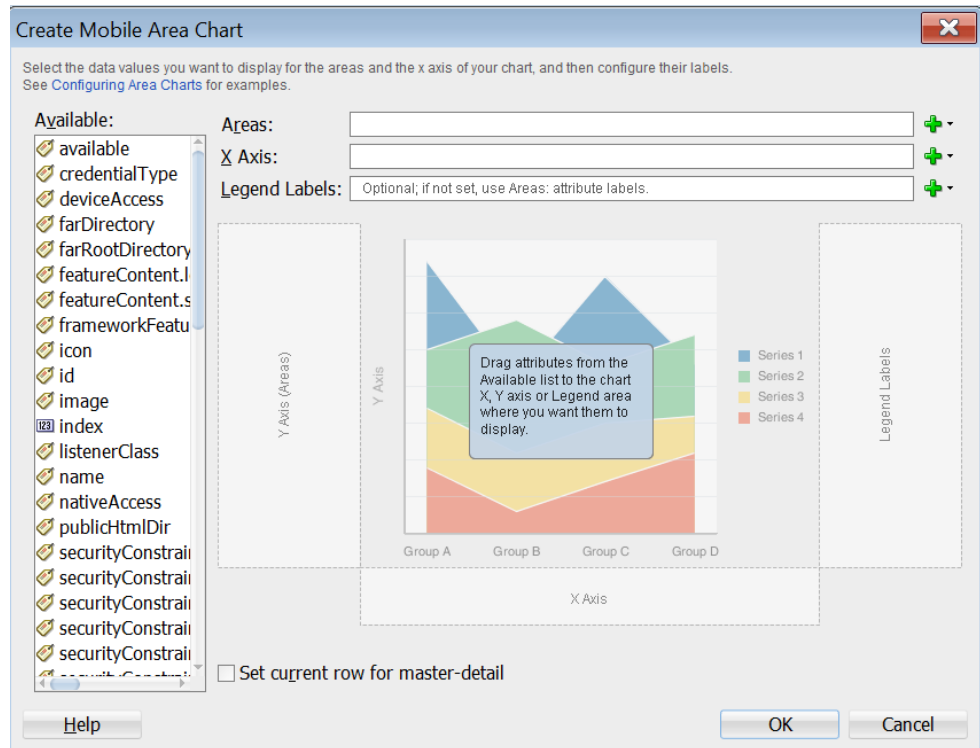 Create Mobile Area Chart
Select the data values you want to display for the areas and the x axis of your chart, and then configure their labels.
See Configuring Area Charts for examples.
Available:
available
credentialType
deviceAccess
farDirectory
farRootDirectory
featureContent.l
featureContent.s
frameworkFeatu
icon
id
image
123 index
listenerClass
name
nativeAccess
publicHtmlDir
securityConstrai
securityConstrai
securityConstrai
securityConstrai
securityConstrai
Areas:
X Axis:
Legend Labels: Optional; if not set, use Areas: attribute labels.
Y Axis (Areas)
Y Axis
Drag attributes from the
Available list to the chart
X, Y axis or Legend area
where you want them to
display.
Series 1
Series 2
Series 3
Series 4
Legend Labels
Group A Group B Group C Group D
X Axis
Set current row for master-detail
Help OK Cancel